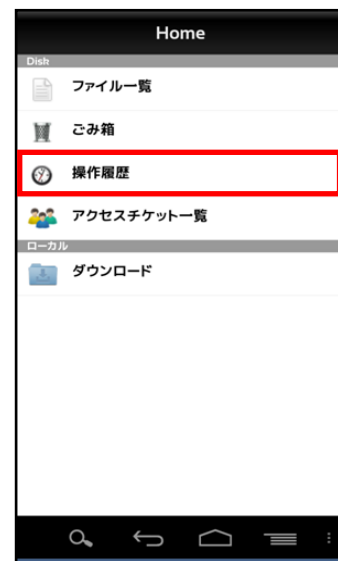 Home
Disk
ファイル一覧
ごみ箱
操作履歴
アクセスチケット一覧
ローカル
ダウンロード